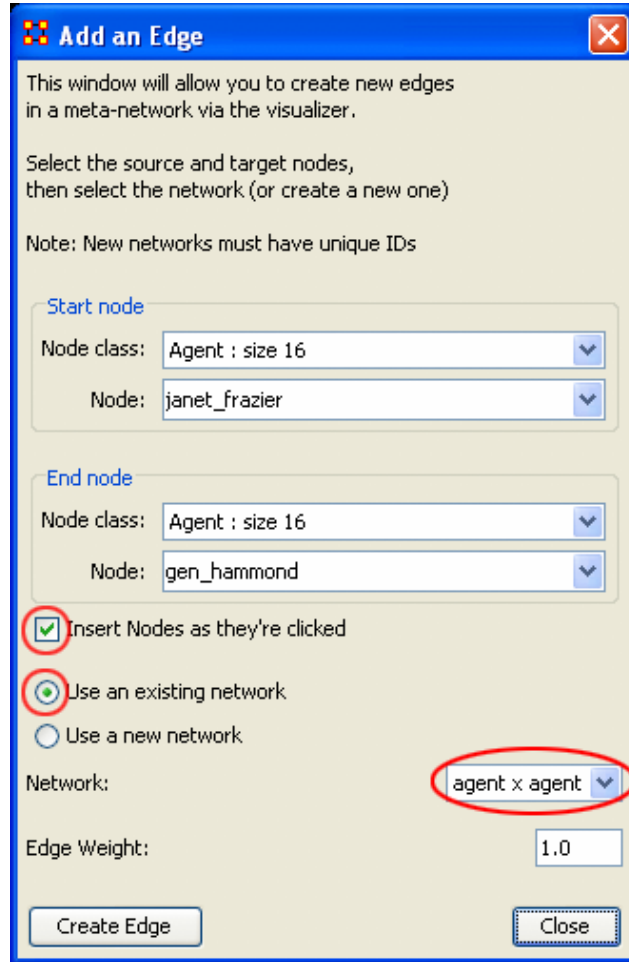 Add an Edge
This window will allow you to create new edges
in a meta-network via the visualizer.
Select the source and target nodes,
then select the network (or create a new one)
Note: New networks must have unique IDs
Start node
Node class: Agent : size 16
Node: janet_frazier
End node
Node class: Agent : size 16
Node: gen_hammond
Insert Nodes as they're clicked
Use an existing network
Use a new network
Network: agent x agent
Edge Weight: 1.0
Create Edge Close